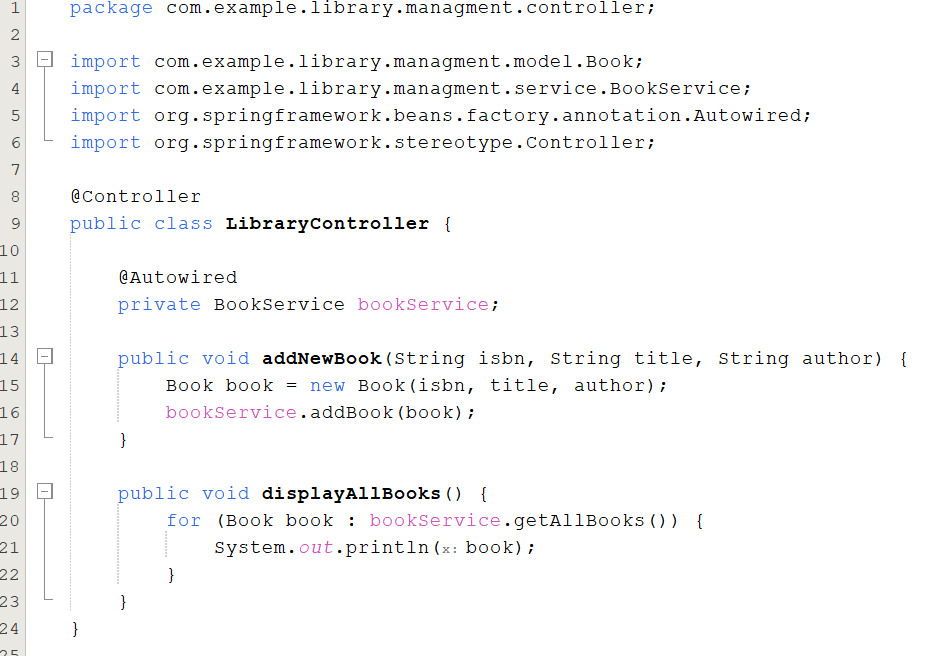 1 package com.example.library.managment.controller;
2
3 import com.example.library.managment.model.Book;
4 import com.example.library.managment.service.BookService;
5 import org.springframework.beans.factory.annotation.Autowired;
6 import org.springframework.stereotype.Controller;
7
8 @Controller
9 public class LibraryController {
10
11     @Autowired
12     private BookService bookService;
13
14     public void addNewBook(String isbn, String title, String author) {
15         Book book = new Book(isbn, title, author);
16         bookService.addBook(book);
17     }
18
19     public void displayAllBooks() {
20         for (Book book : bookService.getAllBooks()) {
21             System.out.println(x: book);
22         }
23     }
24 }
25